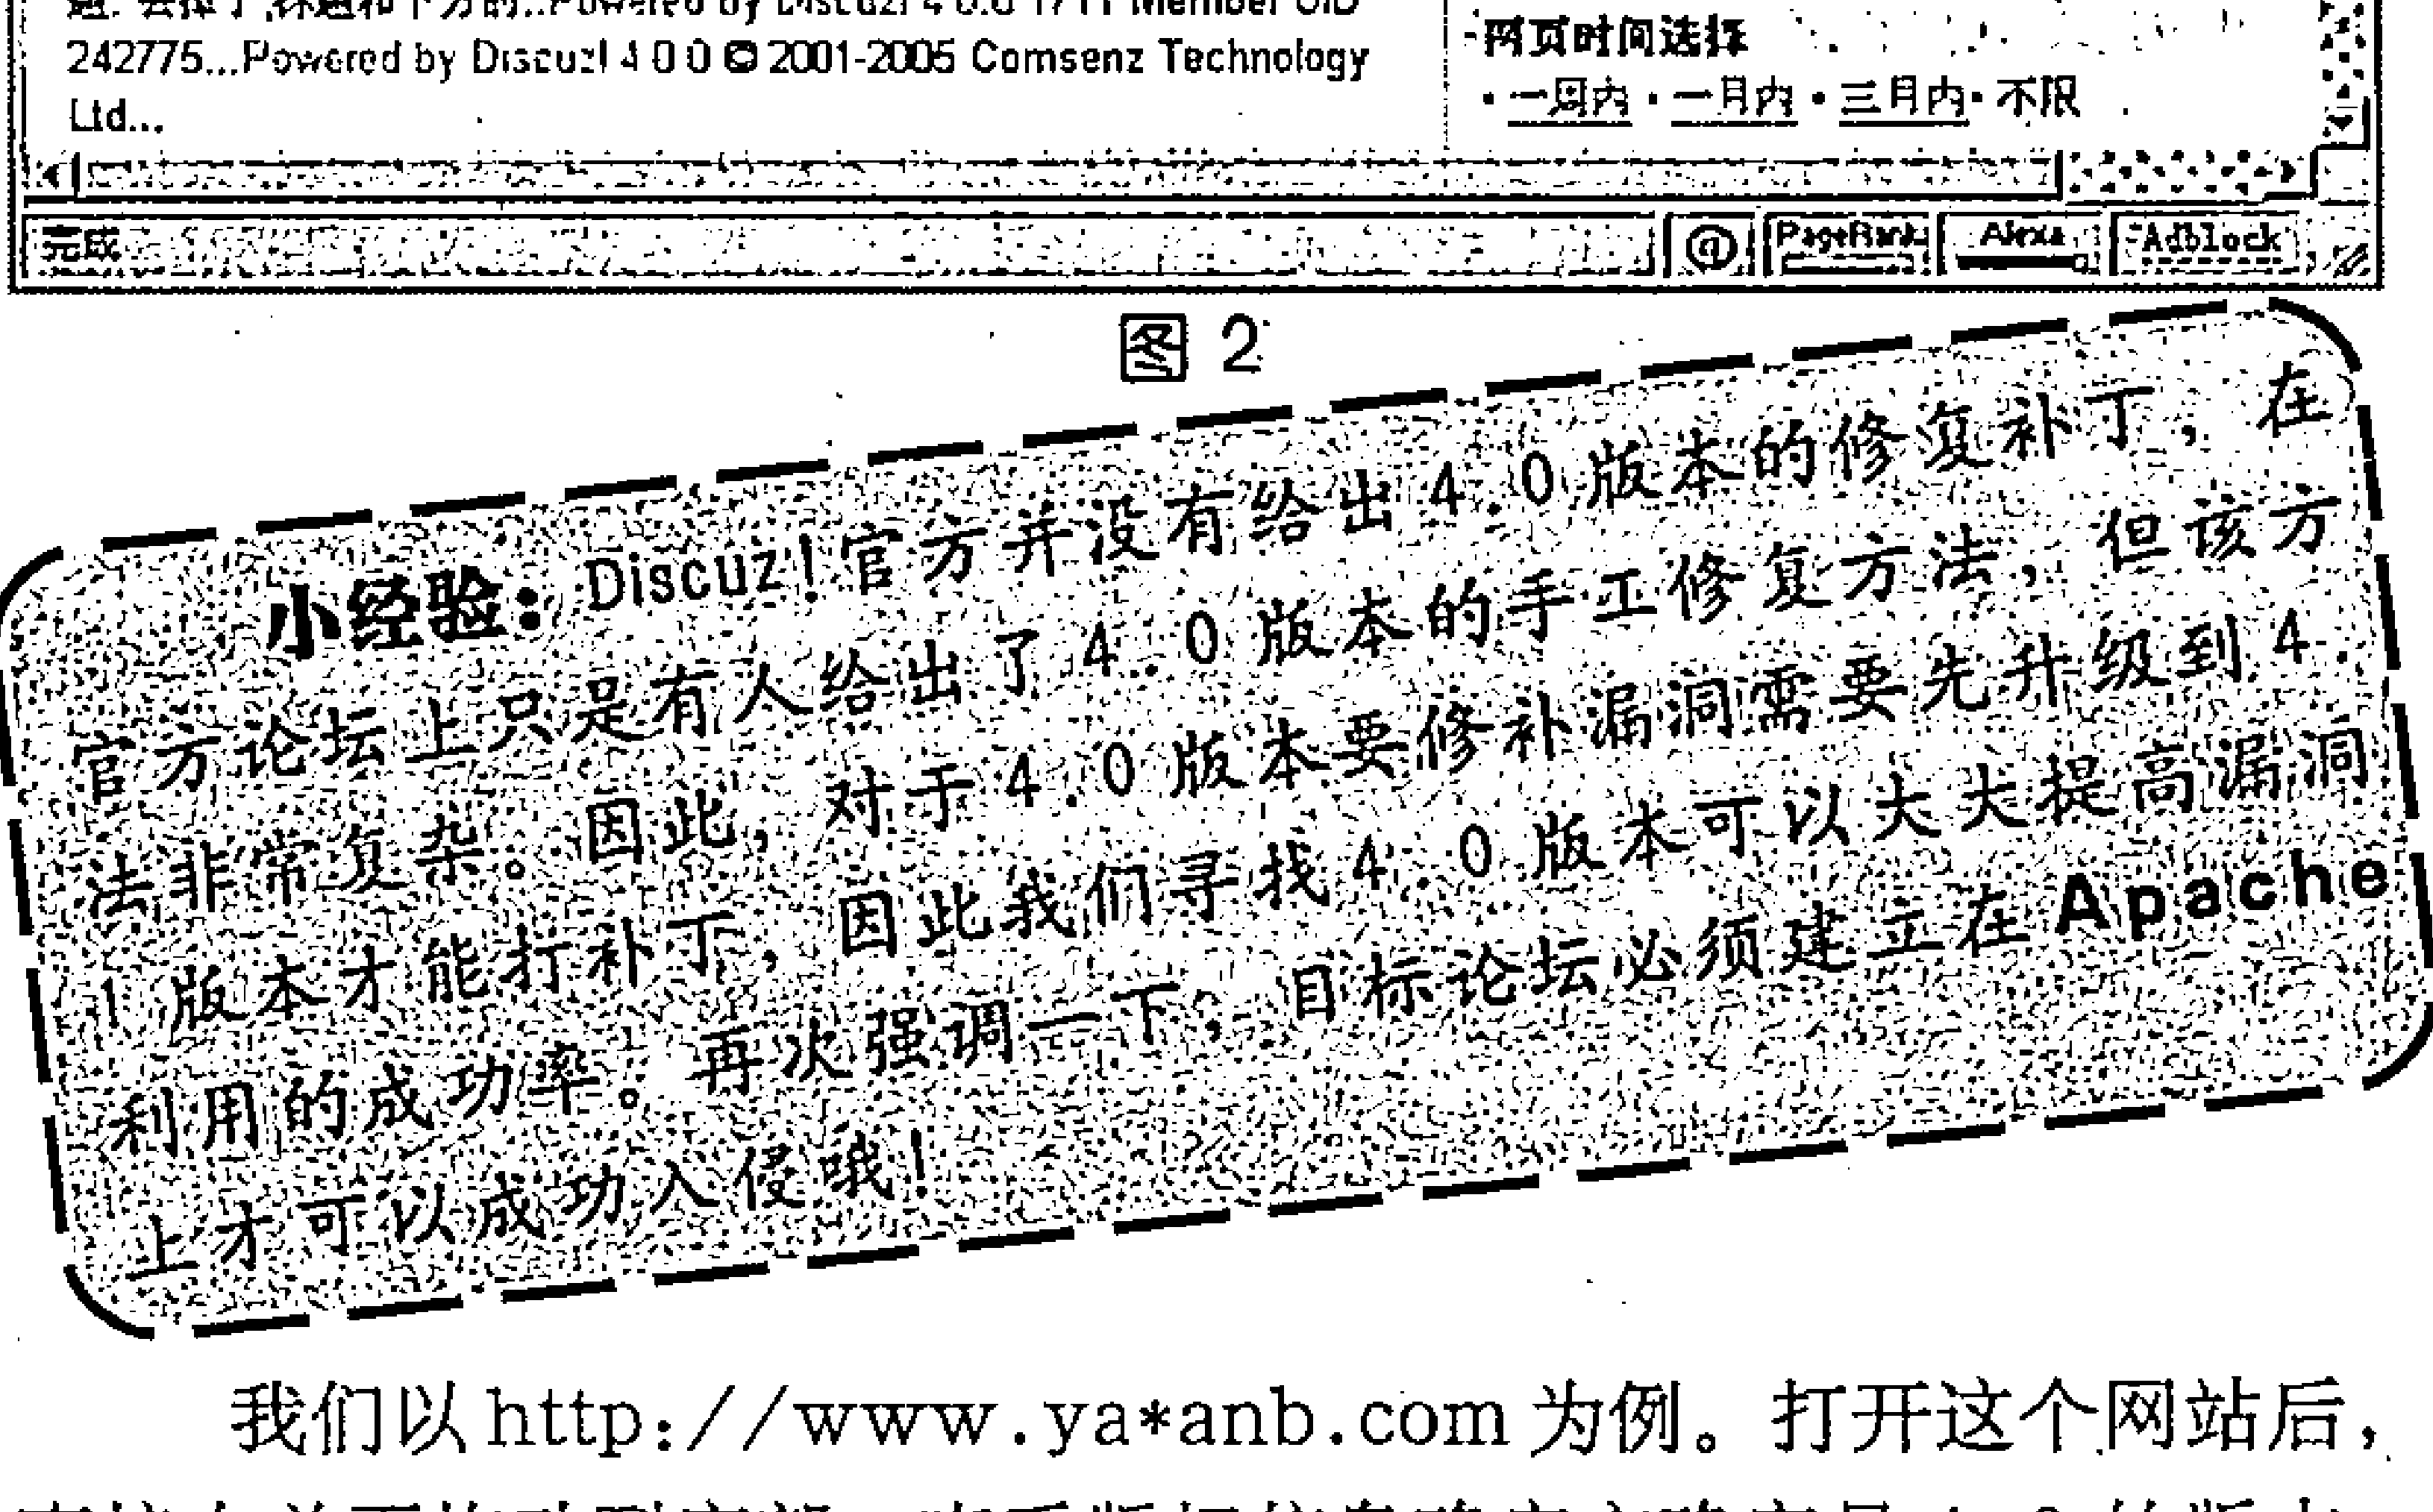 242775...Powered by Discuz! 4 0 0 © 2001-2005 Comsenz Technology
Ltd...
网页时间选择
·一周内·一月内·三月内·不限
完成
@ PageRank Alexa Adblock
图 2
小经验：Discuz!官方并没有给出4.0版本的修复补丁，在
官方论坛上只是有人给出了4.0版本的手工修复方法，但该方
法非常复杂。因此，对于4.0版本要修补漏洞需要先升级到4.
1版本才能打补丁，因此我们寻找4.0版本可以大大提高漏洞
利用的成功率。再次强调一下，目标论坛必须建立在Apache
上才可以成功入侵哦！
我们以http://www.ya*anb.com为例。打开这个网站后，